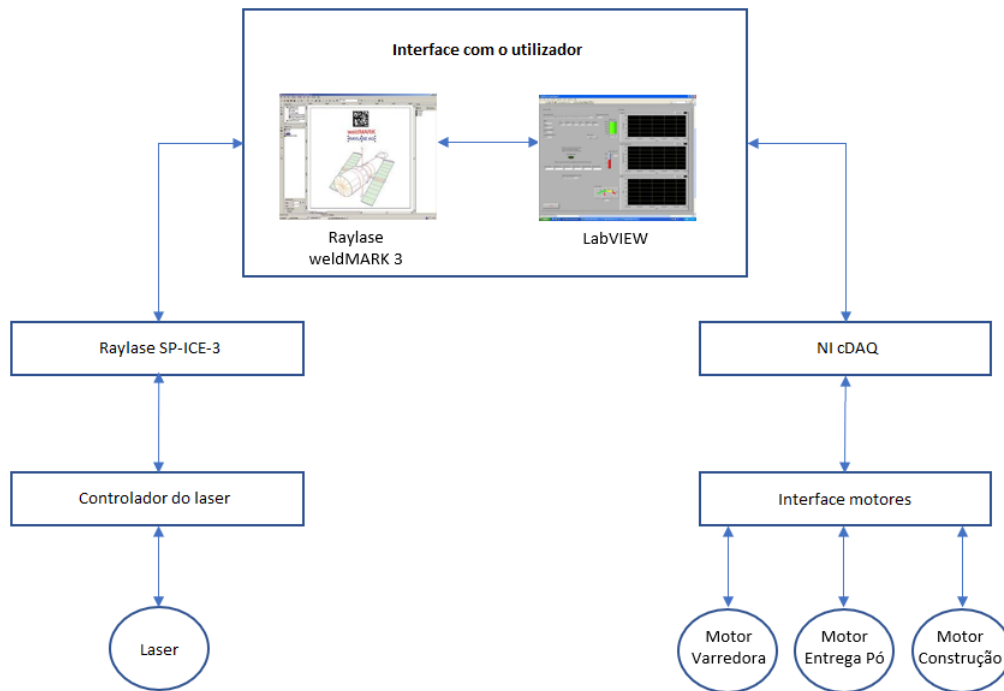 Interface com o utilizador
weldMARK
Raylase
weldMARK 3
LabVIEW
Raylase SP-ICE-3
NI cDAQ
Controlador do laser
Interface motores
Laser
Motor
Varredora
Motor
Entrega Pó
Motor
Construção